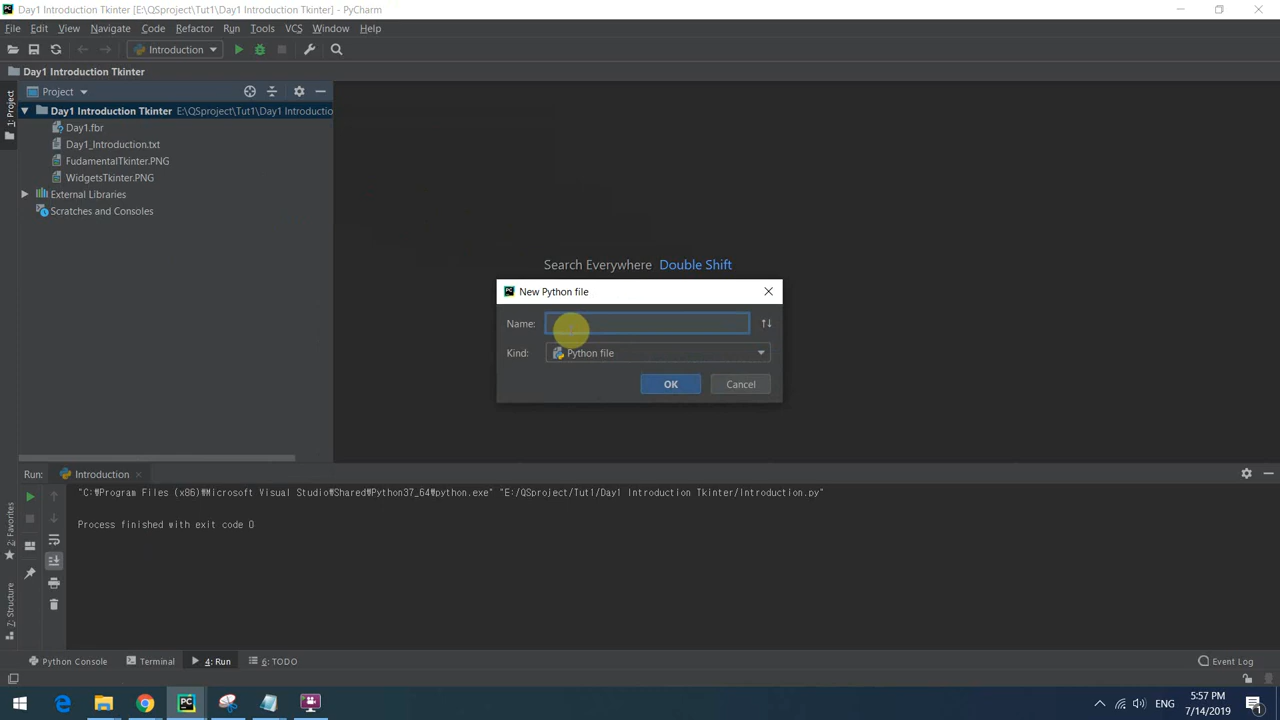 PC Day1 Introduction Tkinter [E:\QSproject\Tut1\Day1 Introduction Tkinter] - PyCharm
File Edit View Navigate Code Refactor Run Tools VCS Window Help
Introduction
Day1 Introduction Tkinter
1: Project
Project
Day1 Introduction Tkinter E:\QSproject\Tut1\Day1 Introductio
Day1.fbr
Day1_Introduction.txt
FudamentalTkinter.PNG
WidgetsTkinter.PNG
External Libraries
Scratches and Consoles
Search Everywhere Double Shift
PC New Python file
Name:
Kind: Python file
OK Cancel
Run: Introduction
"C:₩Program Files (x86)₩Microsoft Visual Studio₩Shared₩Python37_64₩python.exe" "E:/QSproject/Tut1/Day1 Introduction Tkinter/Introduction.py"
Process finished with exit code 0
2: Favorites
7: Structure
Python Console Terminal 4: Run 6: TODO Event Log
PC
ENG
5:57 PM
7/14/2019
1